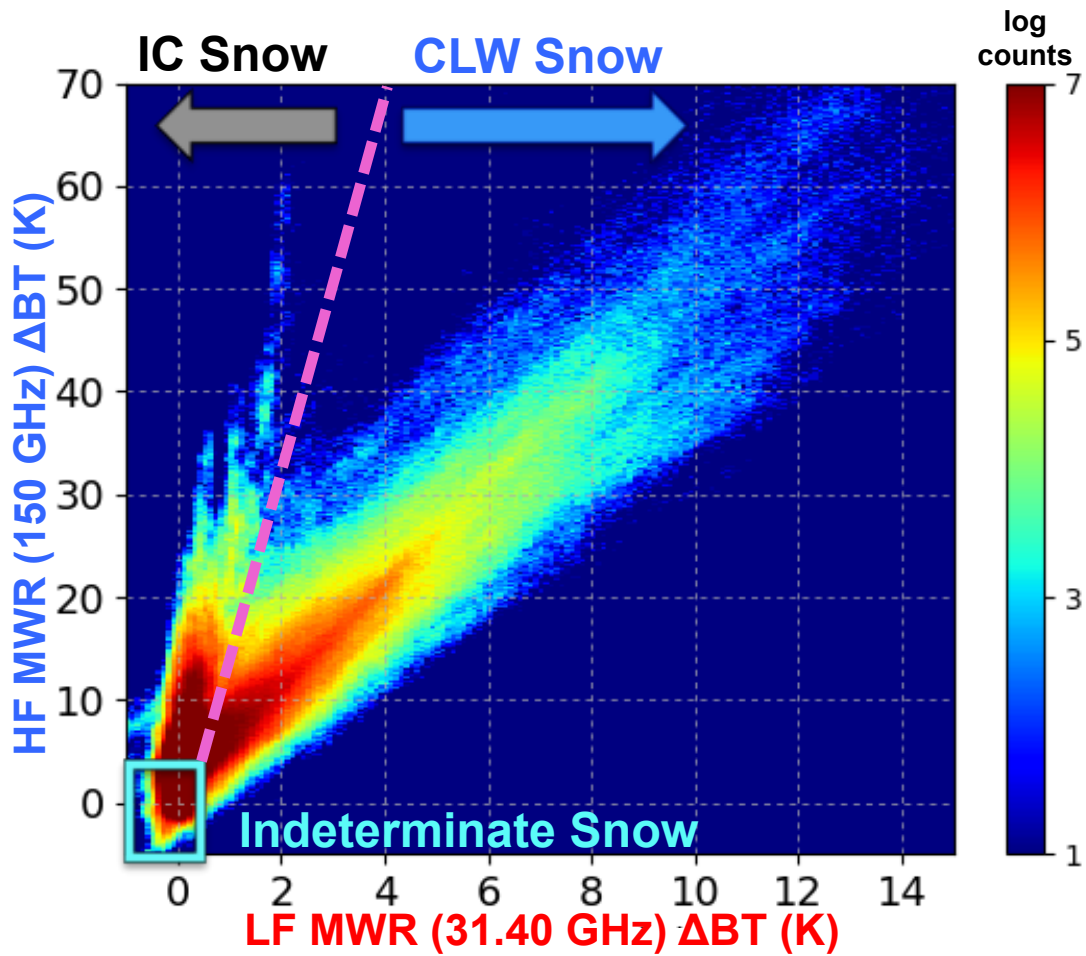 IC Snow
CLW Snow
log
counts
70
60
50
40
30
20
10
0
HF MWR (150 GHz) ΔBT (K)
7
5
3
1
Indeterminate Snow
0 2 4 6 8 10 12 14
LF MWR (31.40 GHz) ΔBT (K)